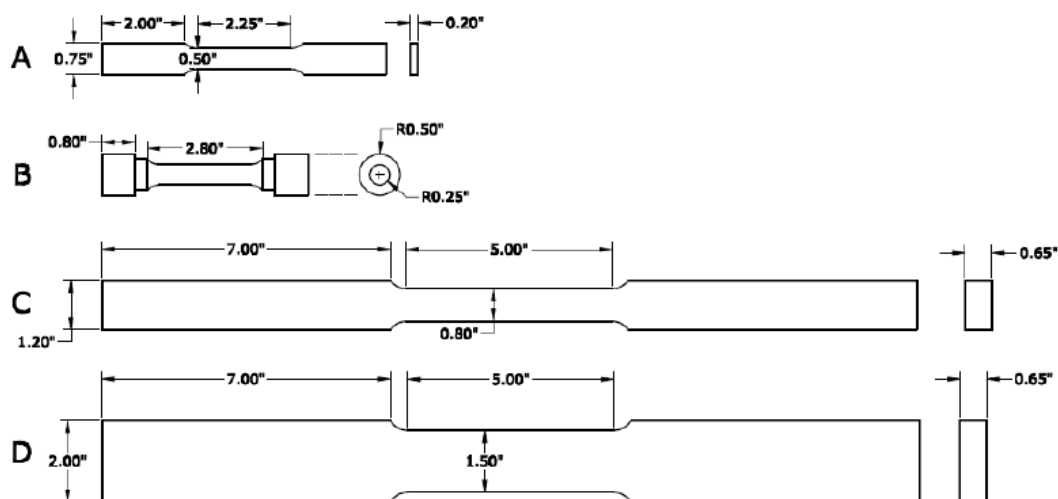 2.00" 2.25" 0.20"
A 0.75" 0.50"
0.80" 2.80" R0.50"
B
R0.25"
7.00" 5.00" 0.65"
C
1.20" 0.80"
7.00" 5.00" 0.65"
D 2.00" 1.50"